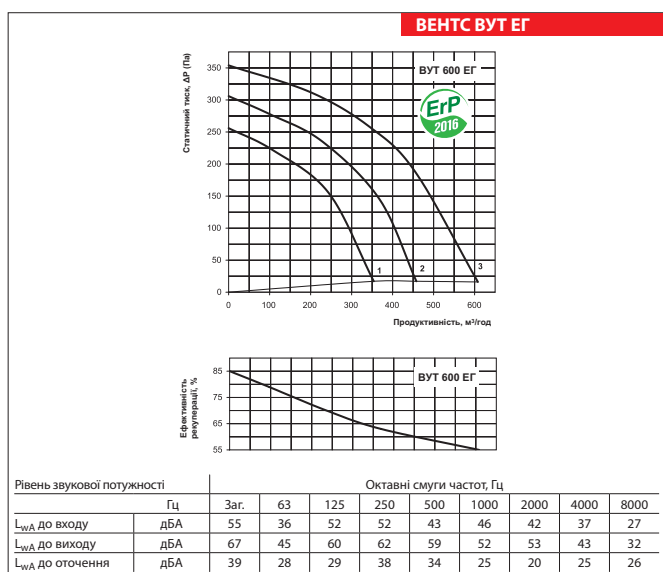 ВЕНТС ВУТ ЕГ
Статичний тиск, ΔР (Па)
350
300
250
200
150
100
50
0
ВУТ 600 ЕГ
ErP
2016
1
2
3
0 100 200 300 400 500 600
Продуктивність, м³/год
Ефективність
рекуперації, %
85
75
65
55
ВУТ 600 ЕГ
Рівень звукової потужності Октавні смуги частот, Гц
Гц Заг. 63 125 250 500 1000 2000 4000 8000
LwA до входу дБА 55 36 52 52 43 46 42 37 27
LwA до виходу дБА 67 45 60 62 59 52 53 43 32
LwA до оточення дБА 39 28 29 38 34 25 20 25 26